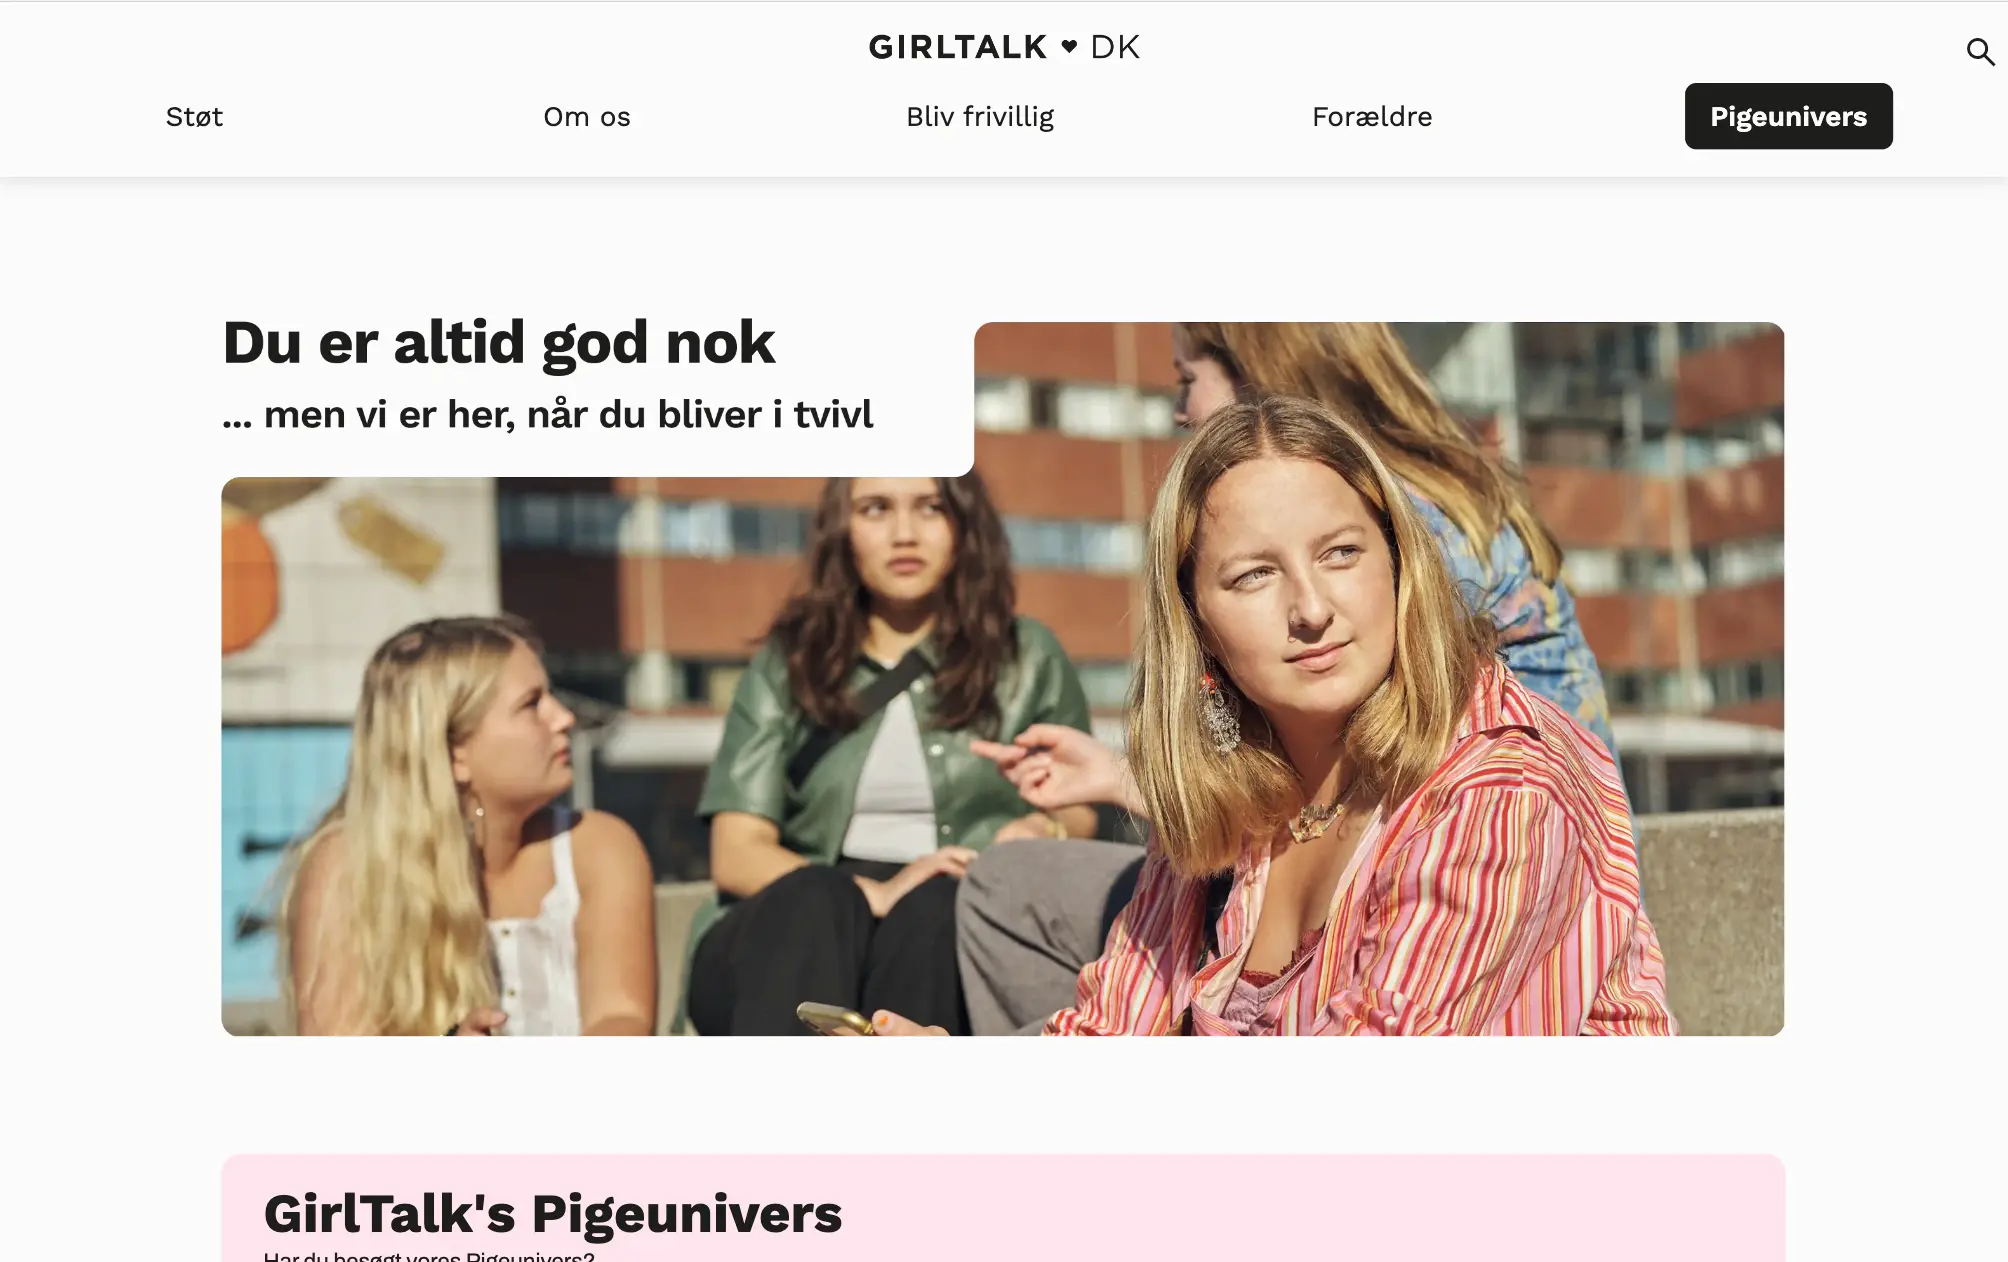 GIRLTALK ♥ DK
Støt
Om os
Bliv frivillig
Forældre
Pigeunivers
Du er altid god nok
... men vi er her, når du bliver i tvivl
GirlTalk's Pigeunivers
Har du besøgt vores Pigeunivers?